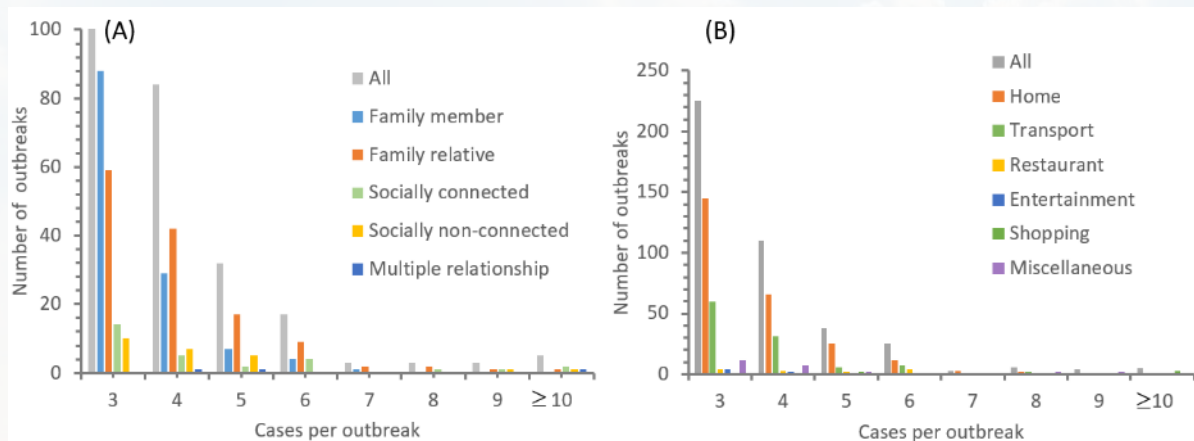 (A)
100
80
60
40
20
0
Number of outbreaks
All
Family member
Family relative
Socially connected
Socially non-connected
Multiple relationship
3 4 5 6 7 8 9 ≥ 10
Cases per outbreak
(B)
250
200
150
100
50
0
Number of outbreaks
All
Home
Transport
Restaurant
Entertainment
Shopping
Miscellaneous
3 4 5 6 7 8 9 ≥10
Cases per outbreak